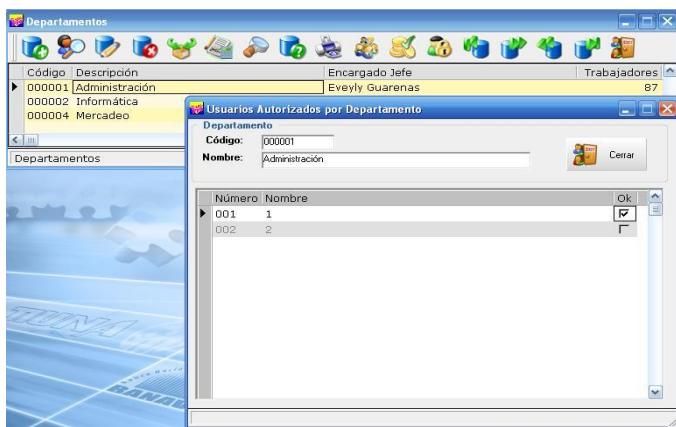 Departamentos
Código Descripción Encargado Jefe Trabajadores
000001 Administración Eveyly Guarenas 87
000002 Informática
000004 Mercadeo
Departamentos
Usuarios Autorizados por Departamento
Departamento
Código: 000001
Nombre: Administración
Cerrar
Número Nombre Ok
001 1
002 2
TUNA